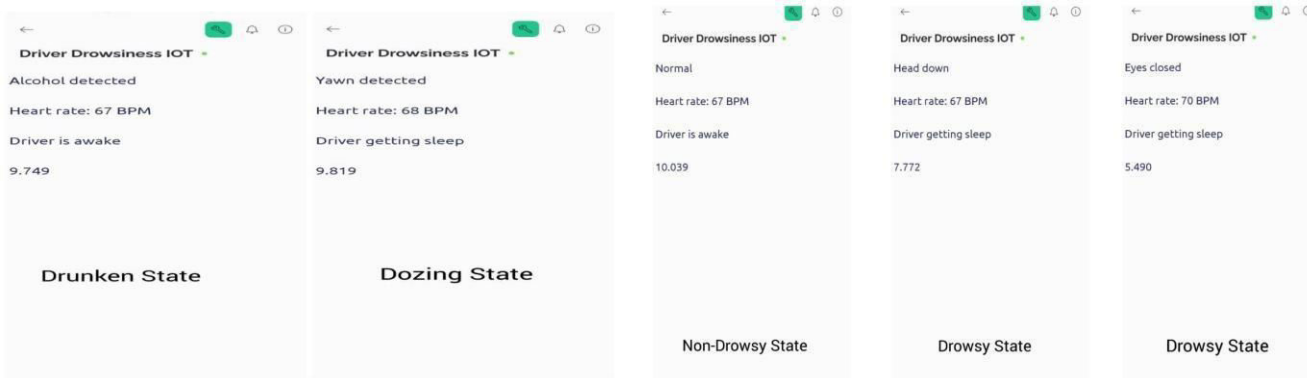 Driver Drowsiness IOT
Alcohol detected
Heart rate: 67 BPM
Driver is awake
9.749
Drunken State
Driver Drowsiness IOT
Yawn detected
Heart rate: 68 BPM
Driver getting sleep
9.819
Dozing State
Driver Drowsiness IOT
Normal
Heart rate: 67 BPM
Driver is awake
10.039
Non-Drowsy State
Driver Drowsiness IOT
Head down
Heart rate: 67 BPM
Driver getting sleep
7.772
Drowsy State
Driver Drowsiness IOT
Eyes closed
Heart rate: 70 BPM
Driver getting sleep
5.490
Drowsy State